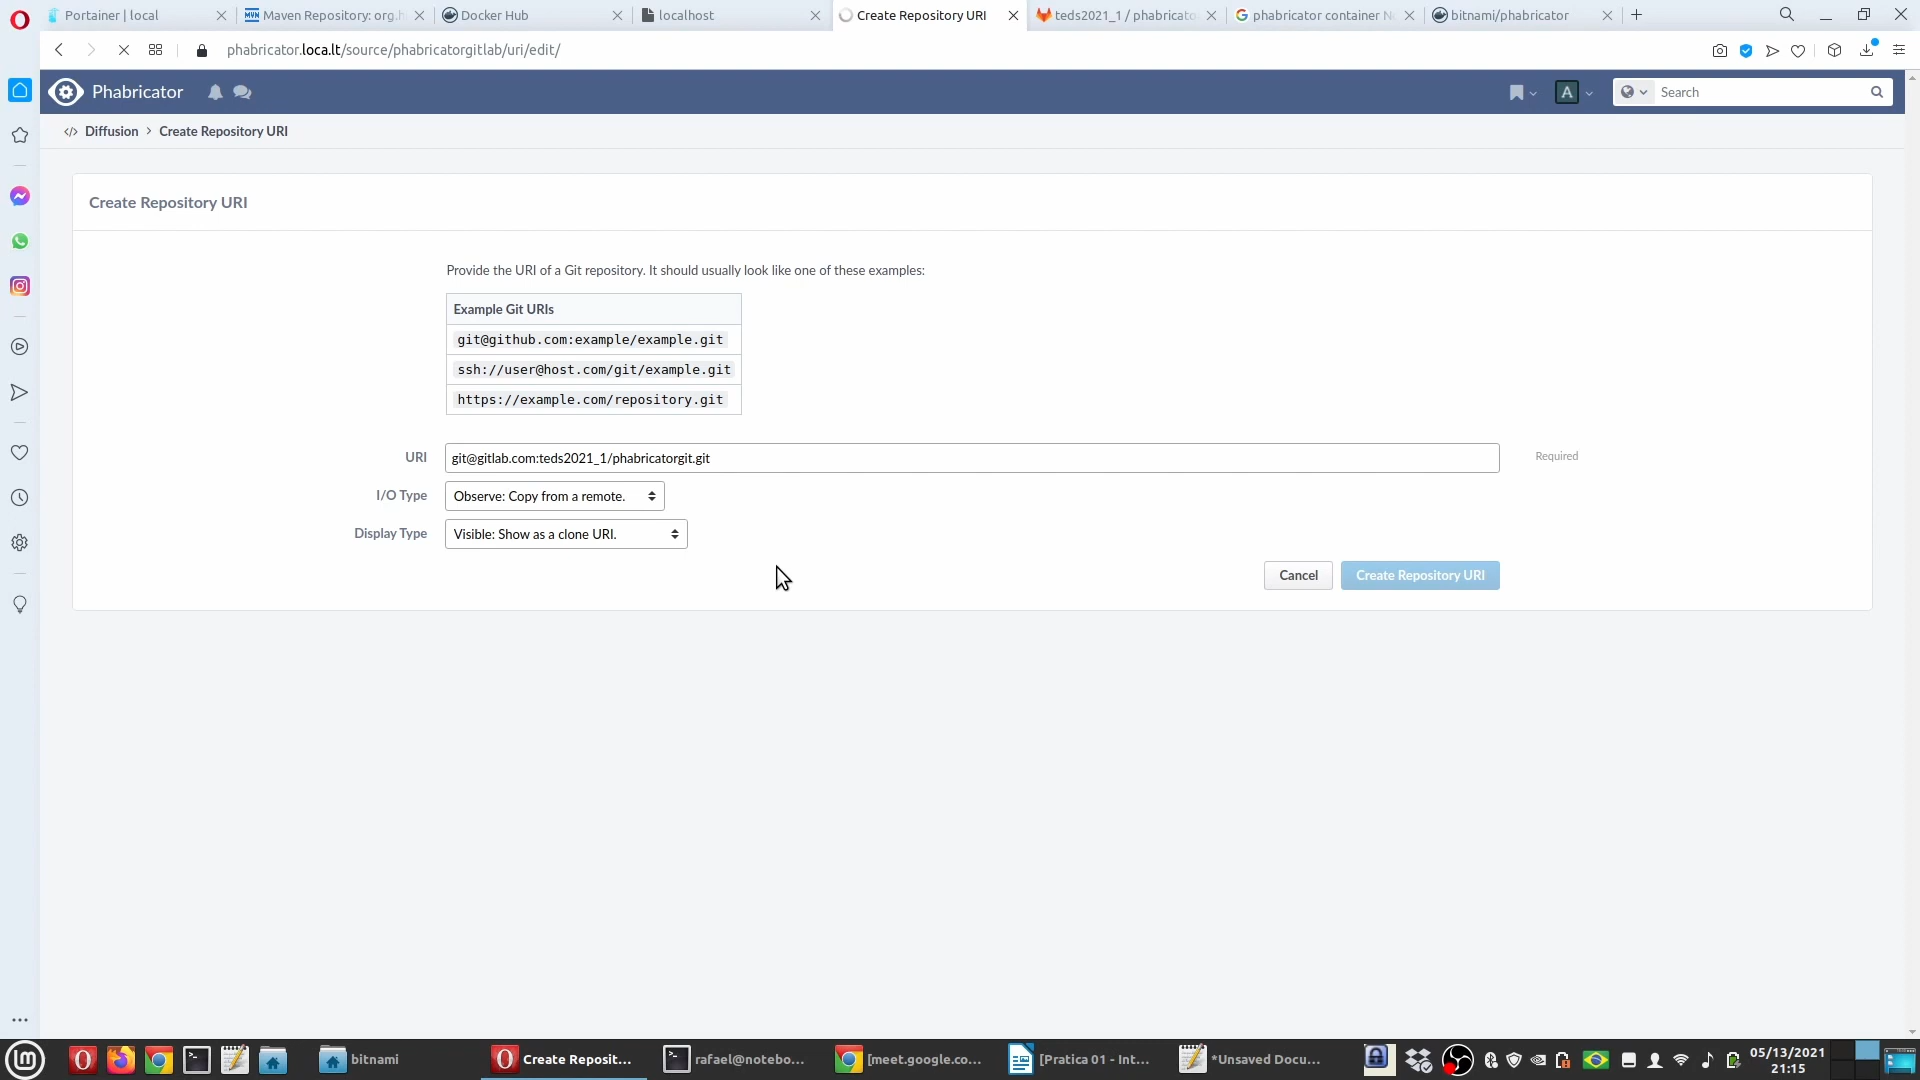 Portainer | local
Maven Repository: org.h
Docker Hub
localhost
Create Repository URI
teds2021_1 / phabricato
phabricator container N
bitnami/phabricator
phabricator.loca.lt/source/phabricatorgitlab/uri/edit/
Phabricator
A
Search
Diffusion > Create Repository URI
Create Repository URI
Provide the URI of a Git repository. It should usually look like one of these examples:
Example Git URIs
git@github.com:example/example.git
ssh://user@host.com/git/example.git
https://example.com/repository.git
URI
git@gitlab.com:teds2021_1/phabricatorgit.git
Required
I/O Type
Observe: Copy from a remote.
Display Type
Visible: Show as a clone URI.
Cancel
Create Repository URI
bitnami
Create Reposit...
rafael@notebo...
[meet.google.co...
[Pratica 01 - Int...
*Unsaved Docu...
05/13/2021
21:15